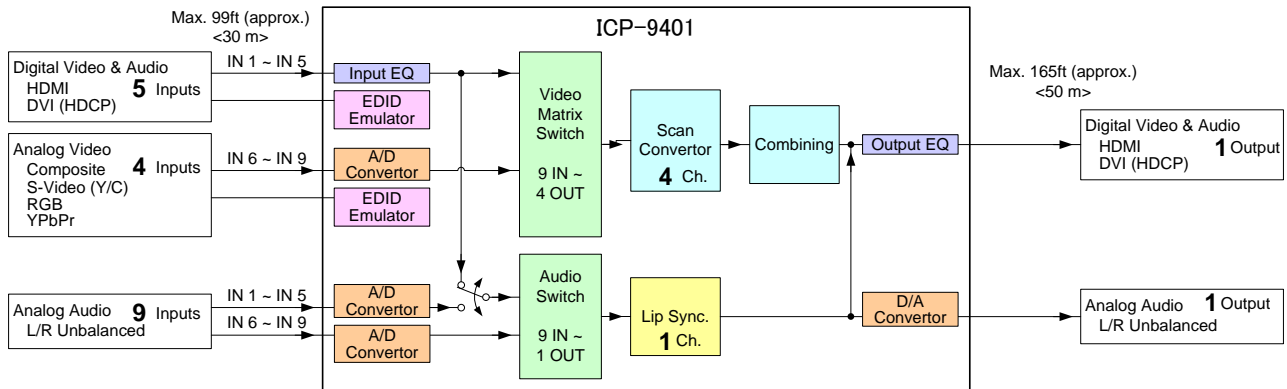 ICP-9401
Max. 99ft (approx.)
<30 m>
Digital Video & Audio
HDMI
DVI (HDCP)
5 Inputs
IN 1 ~ IN 5
Input EQ
EDID
Emulator
Analog Video
Composite
S-Video (Y/C)
RGB
YPbPr
4 Inputs
IN 6 ~ IN 9
A/D
Convertor
EDID
Emulator
Video
Matrix
Switch
9 IN ~
4 OUT
Scan
Convertor
4 Ch.
Combining
Output EQ
Max. 165ft (approx.)
<50 m>
Digital Video & Audio
HDMI
DVI (HDCP)
1 Output
Analog Audio
L/R Unbalanced
9 Inputs
IN 1 ~ IN 5
IN 6 ~ IN 9
A/D
Convertor
A/D
Convertor
Audio
Switch
9 IN ~
1 OUT
Lip Sync.
1 Ch.
D/A
Convertor
Analog Audio 1 Output
L/R Unbalanced